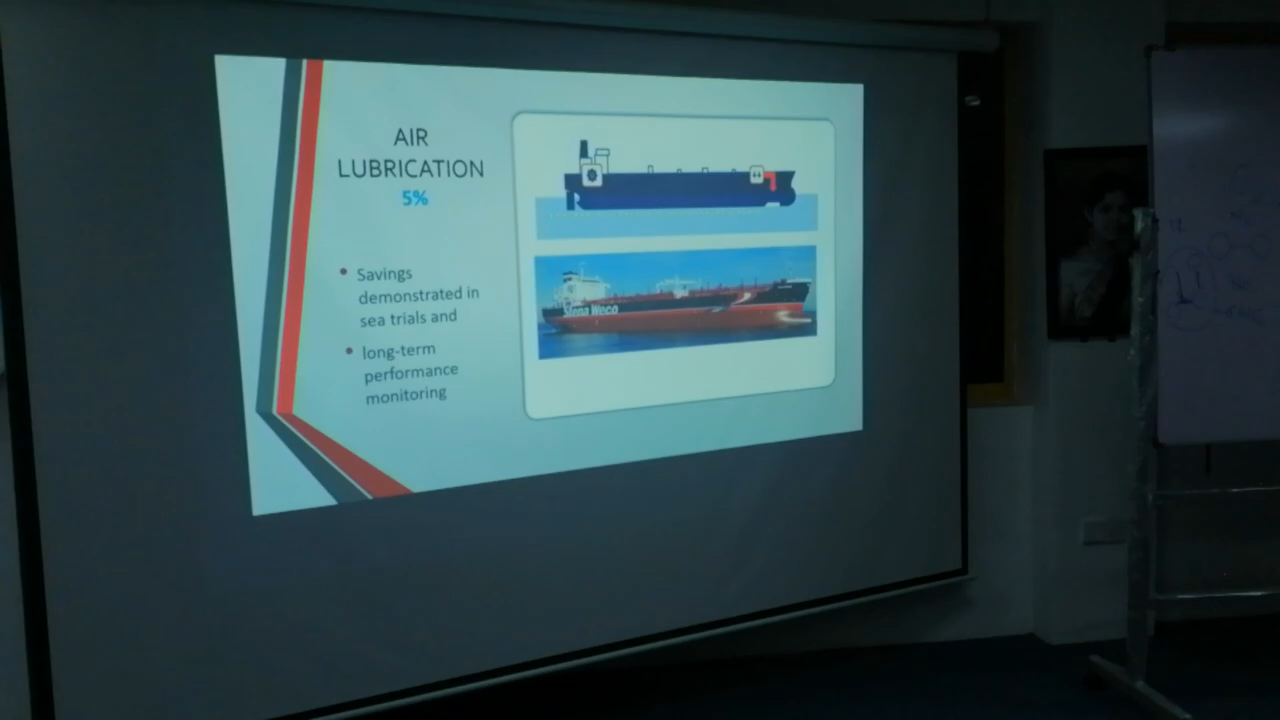 AIR
LUBRICATION
5%
Savings
demonstrated in
sea trials and
long-term
performance
monitoring
Stena Weco